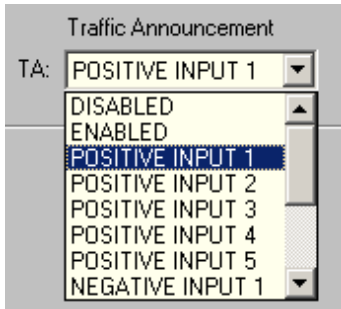 Traffic Announcement
TA: POSITIVE INPUT 1
DISABLED
ENABLED
POSITIVE INPUT 1
POSITIVE INPUT 2
POSITIVE INPUT 3
POSITIVE INPUT 4
POSITIVE INPUT 5
NEGATIVE INPUT 1